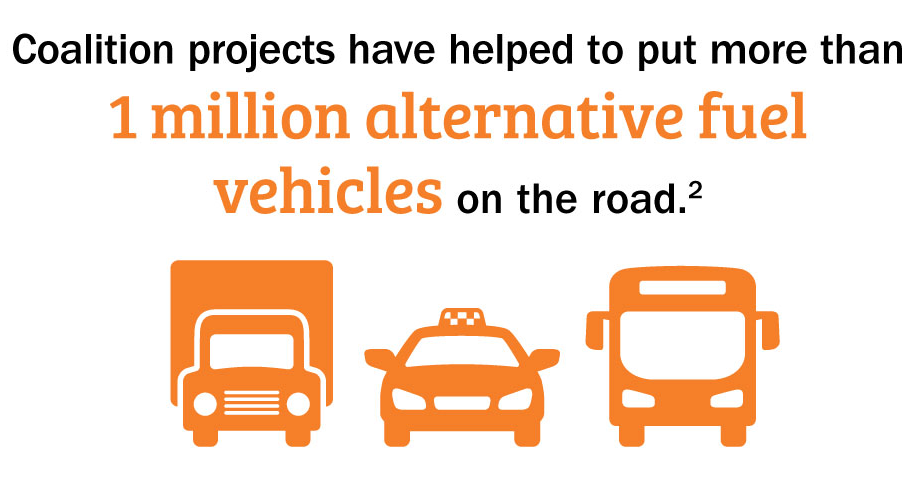 Coalition projects have helped to put more than
1 million alternative fuel
vehicles on the road.²